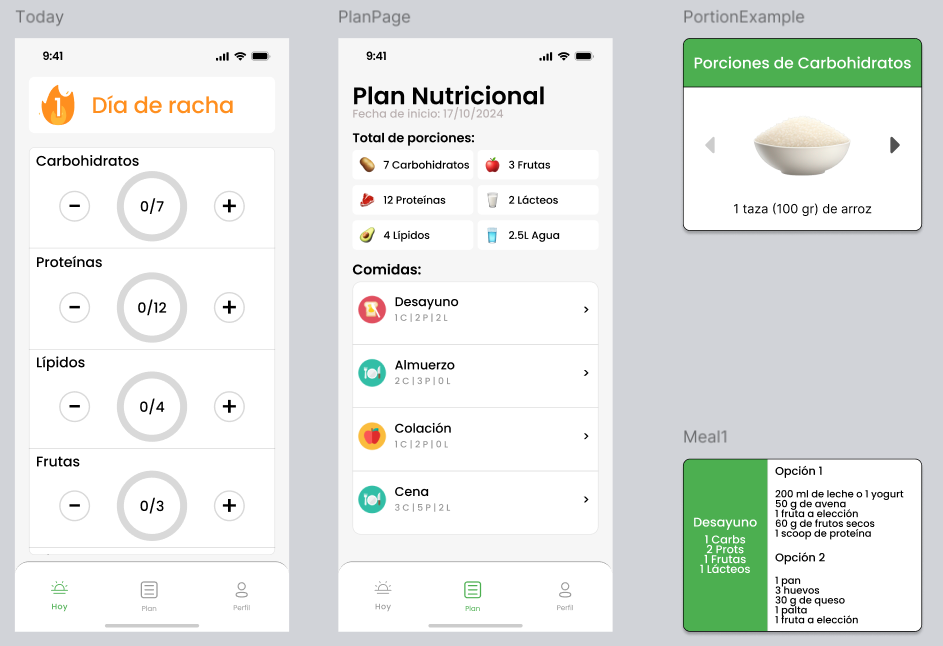 Today
9:41
1 Día de racha
Carbohidratos
0/7
Proteínas
0/12
Lípidos
0/4
Frutas
0/3
Hoy
Plan
Perfil
PlanPage
9:41
Plan Nutricional
Fecha de inicio: 17/10/2024
Total de porciones:
7 Carbohidratos
3 Frutas
12 Proteínas
2 Lácteos
4 Lípidos
2.5L Agua
Comidas:
Desayuno
1 C | 2 P | 2 L
Almuerzo
2 C | 3 P | 0 L
Colación
1 C | 2 P | 0 L
Cena
3 C | 5 P | 2 L
Hoy
Plan
Perfil
PortionExample
Porciones de Carbohidratos
1 taza (100 gr) de arroz
Meal1
Desayuno
1 Carbs
2 Prots
1 Frutas
1 Lácteos
Opción 1
200 ml de leche o 1 yogurt
50 g de avena
1 fruta a elección
60 g de frutos secos
1 scoop de proteína
Opción 2
1 pan
3 huevos
30 g de queso
1 palta
1 fruta a elección